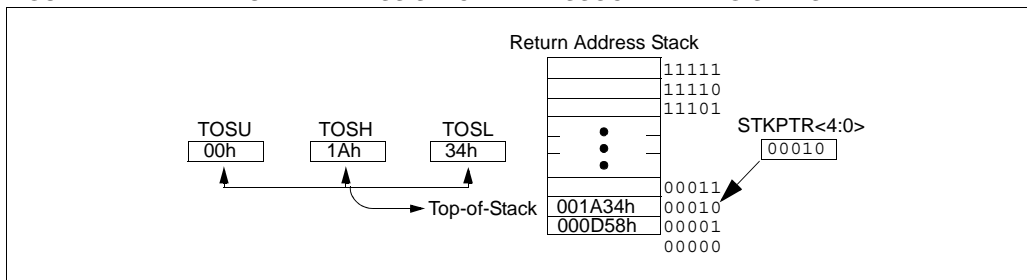 Return Address Stack
11111
11110
11101
TOSU TOSH TOSL
00h 1Ah 34h
STKPTR<4:0>
00010
00011
Top-of-Stack 001A34h 00010
000D58h 00001
00000